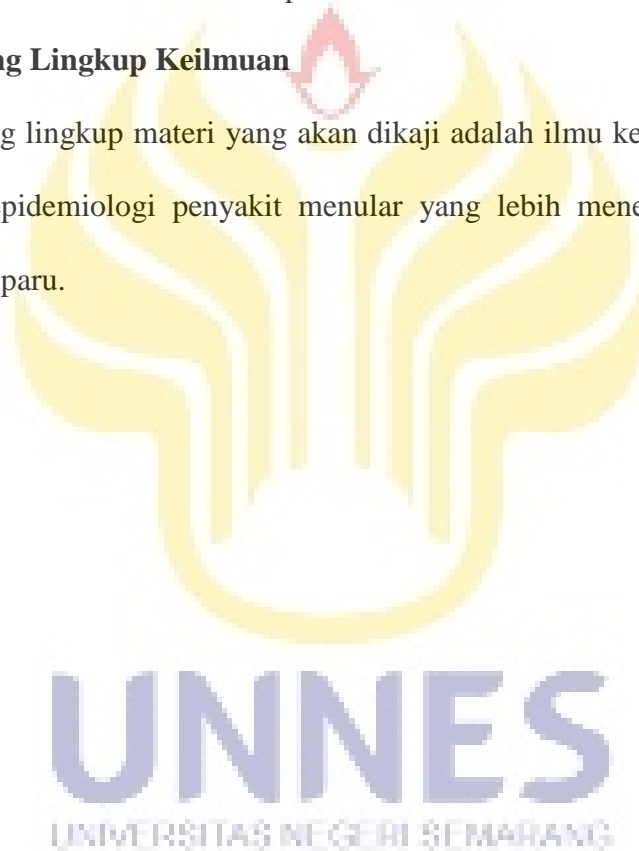 ng Lingkup Keilmuan
g lingkup materi yang akan dikaji adalah ilmu ke
epidemiologi penyakit menular yang lebih mene
paru.
UNNES
UNIVERSITAS NEGERI SEMARANG